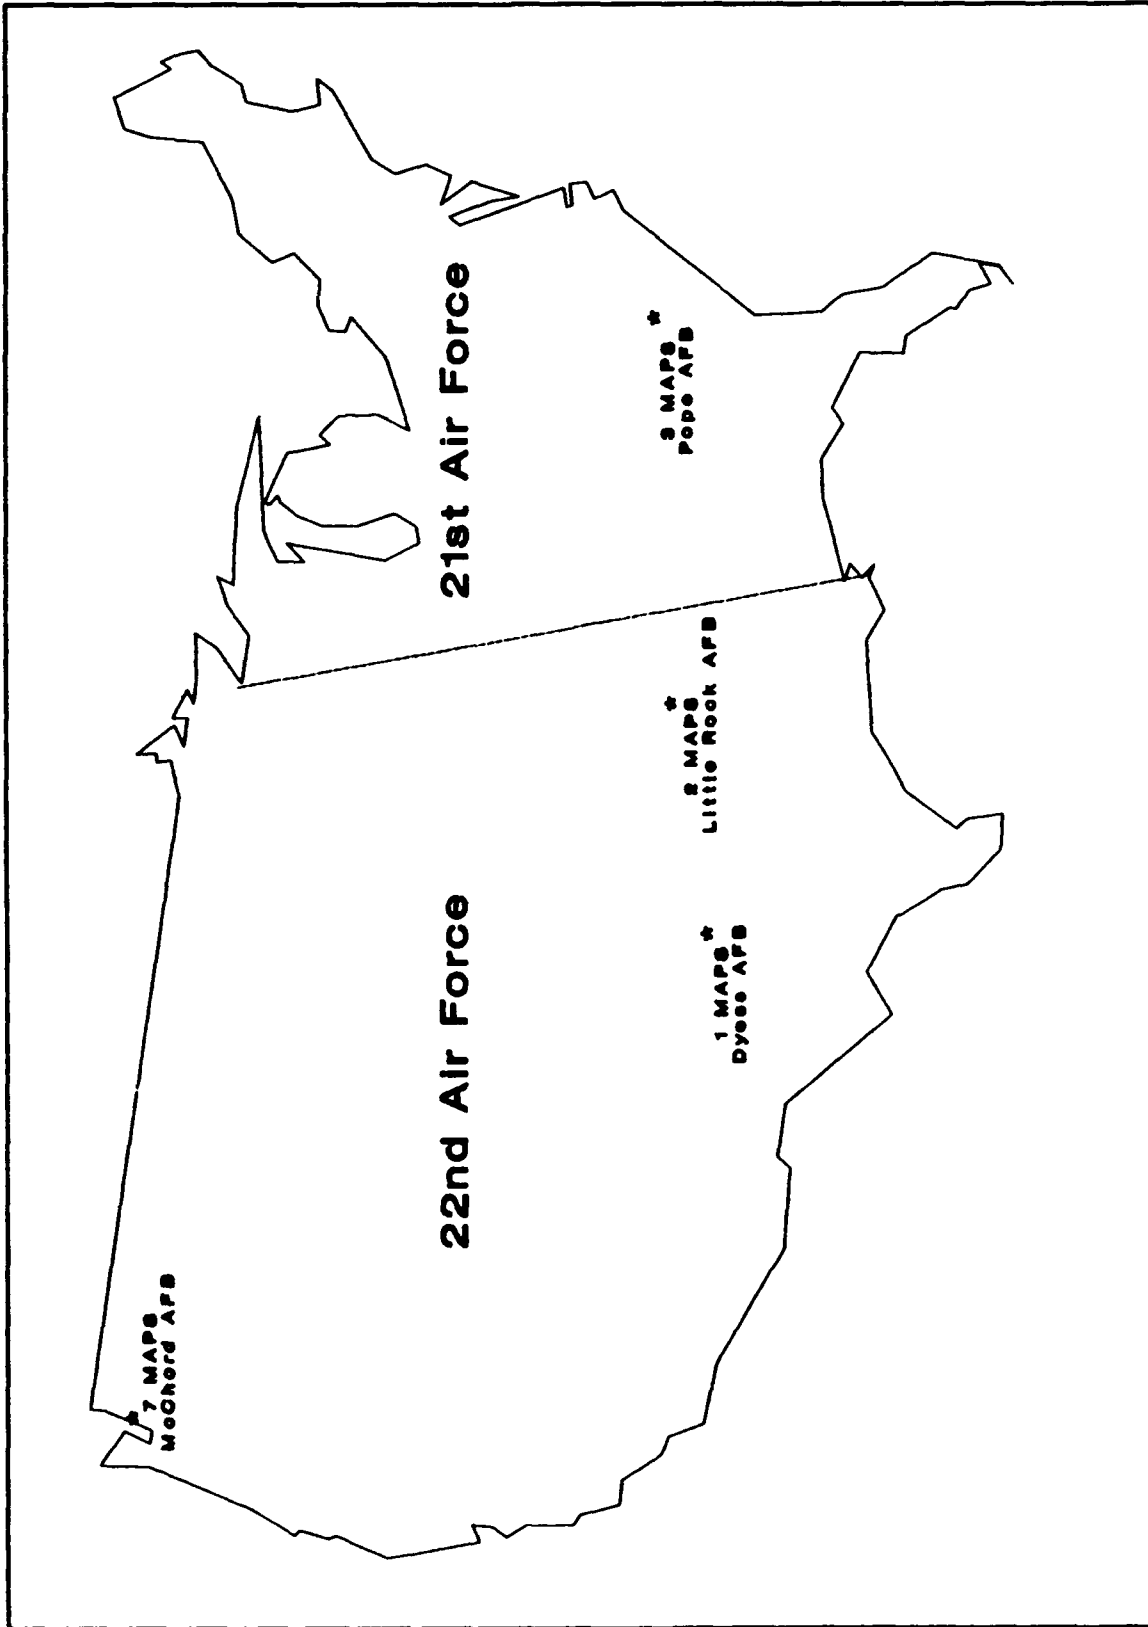 7 MAPS
McChord AFB
22nd Air Force
21st Air Force
1 MAPS
Dyess AFB
2 MAPS
Little Rock AFB
3 MAPS
Pope AFB